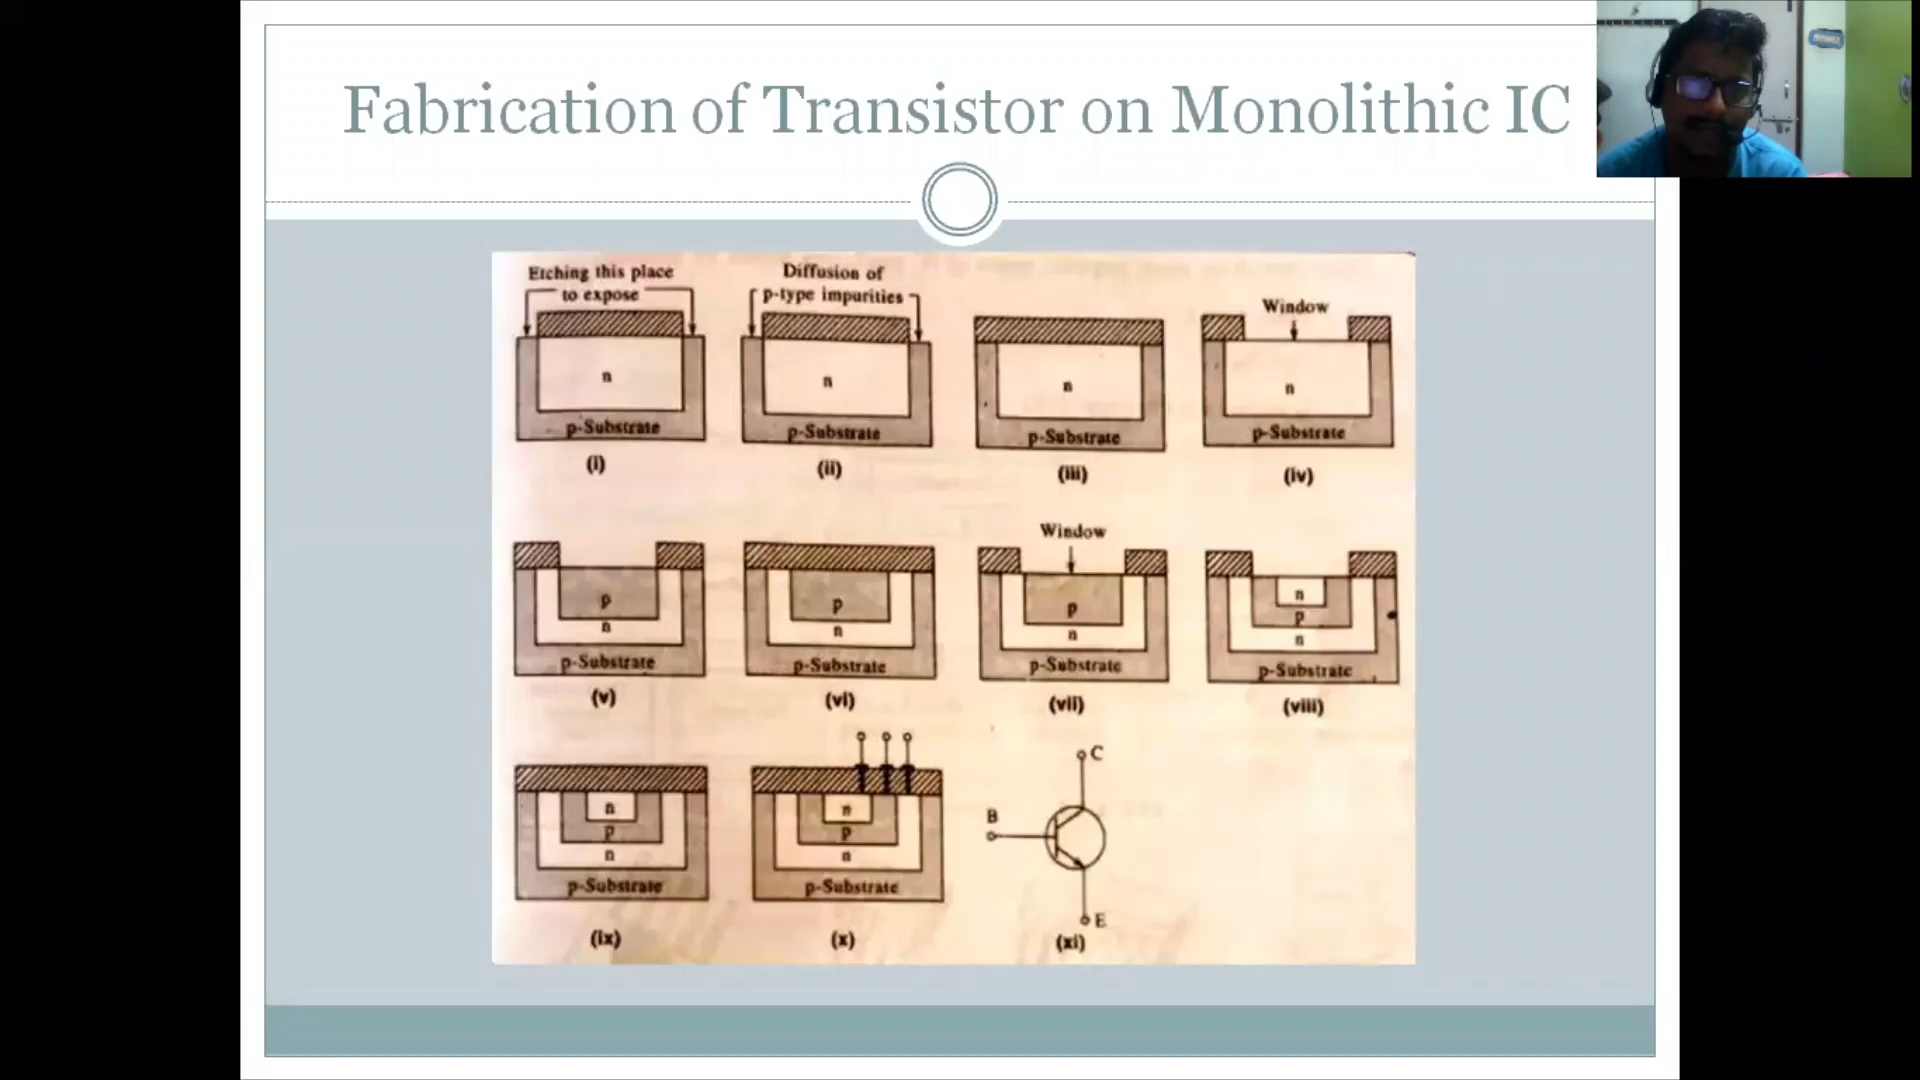 Fabrication of Transistor on Monolithic IC
Etching this place
to expose
n
p-Substrate
(i)
Diffusion of
p-type impurities
n
p-Substrate
(ii)
n
p-Substrate
(iii)
Window
n
p-Substrate
(iv)
p
n
p-Substrate
(v)
p
n
p-Substrate
(vi)
Window
p
n
p-Substrate
(vii)
n
p
n
p-Substrate
(viii)
n
p
n
p-Substrate
(ix)
n
p
n
p-Substrate
(x)
C
B
E
(xi)